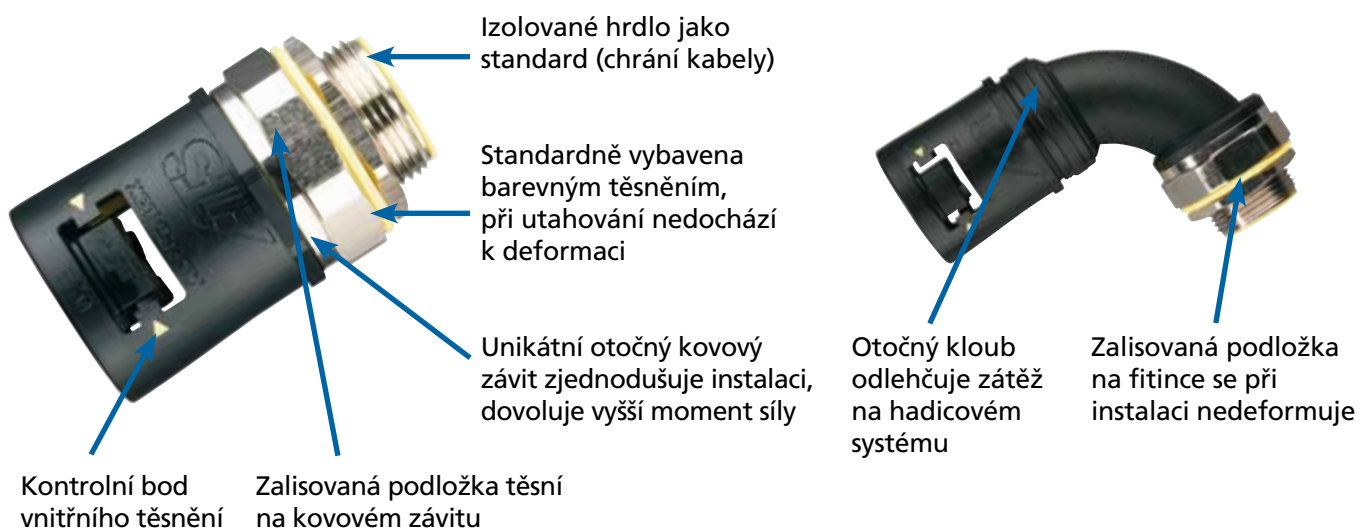 Izolované hrdlo jako
standard (chrání kabely)
Standardně vybavena
barevným těsněním,
při utahování nedochází
k deformaci
Unikátní otočný kovový
závit zjednodušuje instalaci,
dovoluje vyšší moment síly
Otočný kloub
odlehčuje zátěž
na hadicovém
systému
Zalisovaná podložka
na fitince se při
instalaci nedeformuje
Kontrolní bod
vnitřního těsnění
Zalisovaná podložka těsní
na kovovém závitu